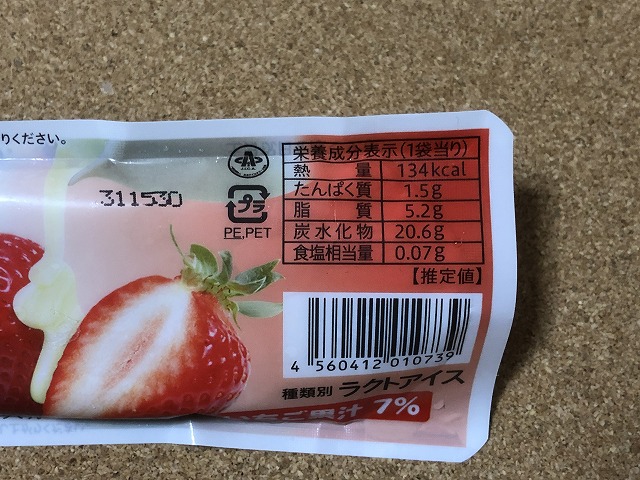 りください。
栄養成分表示(1袋当り)
熱量 134kcal
たんぱく質 1.5g
脂質 5.2g
炭水化物 20.6g
食塩相当量 0.07g
【推定値】
311530
プラ
PE,PET
4 560412 010739
種類別 ラクトアイス
いちご果汁 7%